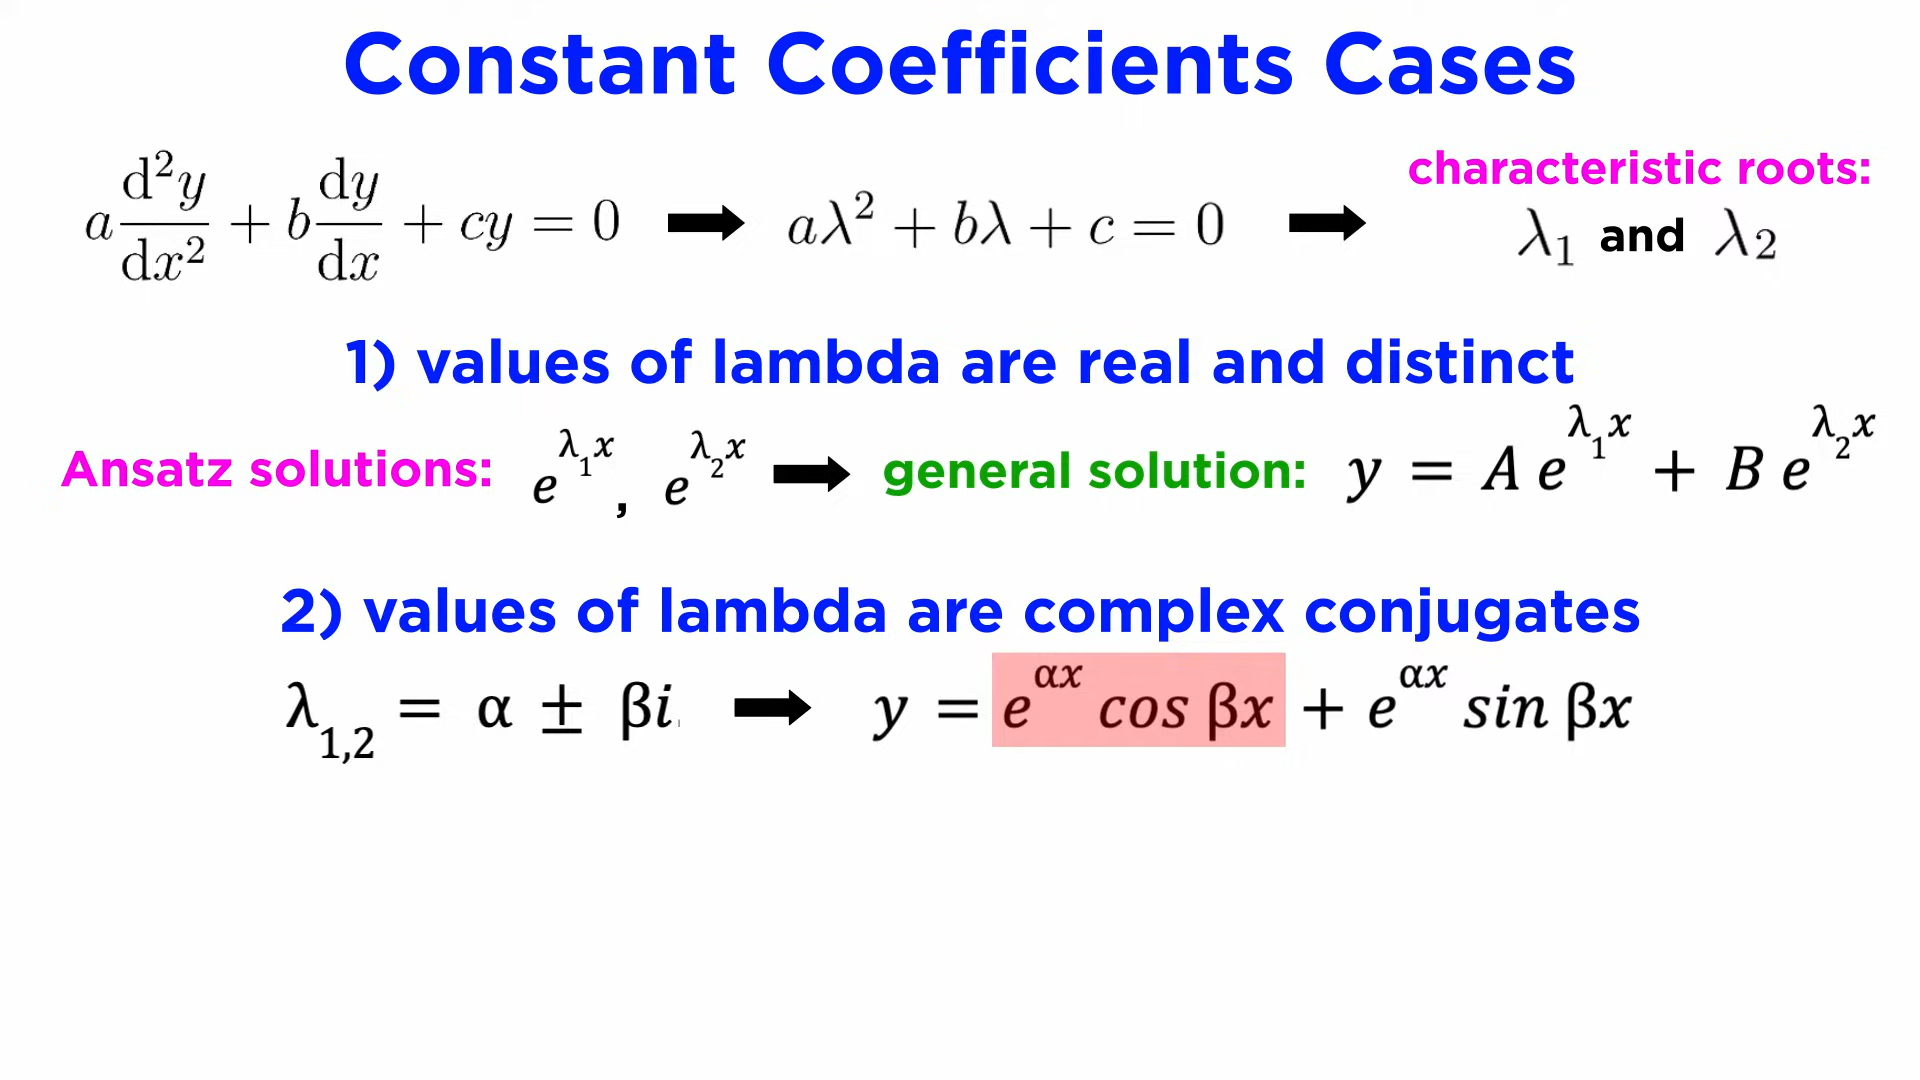 Constant Coefficients Cases
a d²y/dx² + b dy/dx + cy = 0 ➡ aλ² + bλ + c = 0 ➡ characteristic roots:
λ₁ and λ₂
1) values of lambda are real and distinct
Ansatz solutions: e^λ₁x , e^λ₂x ➡ general solution: y = A e^λ₁x + B e^λ₂x
2) values of lambda are complex conjugates
λ₁,₂ = α ± βi ➡ y = e^αx cos βx + e^αx sin βx